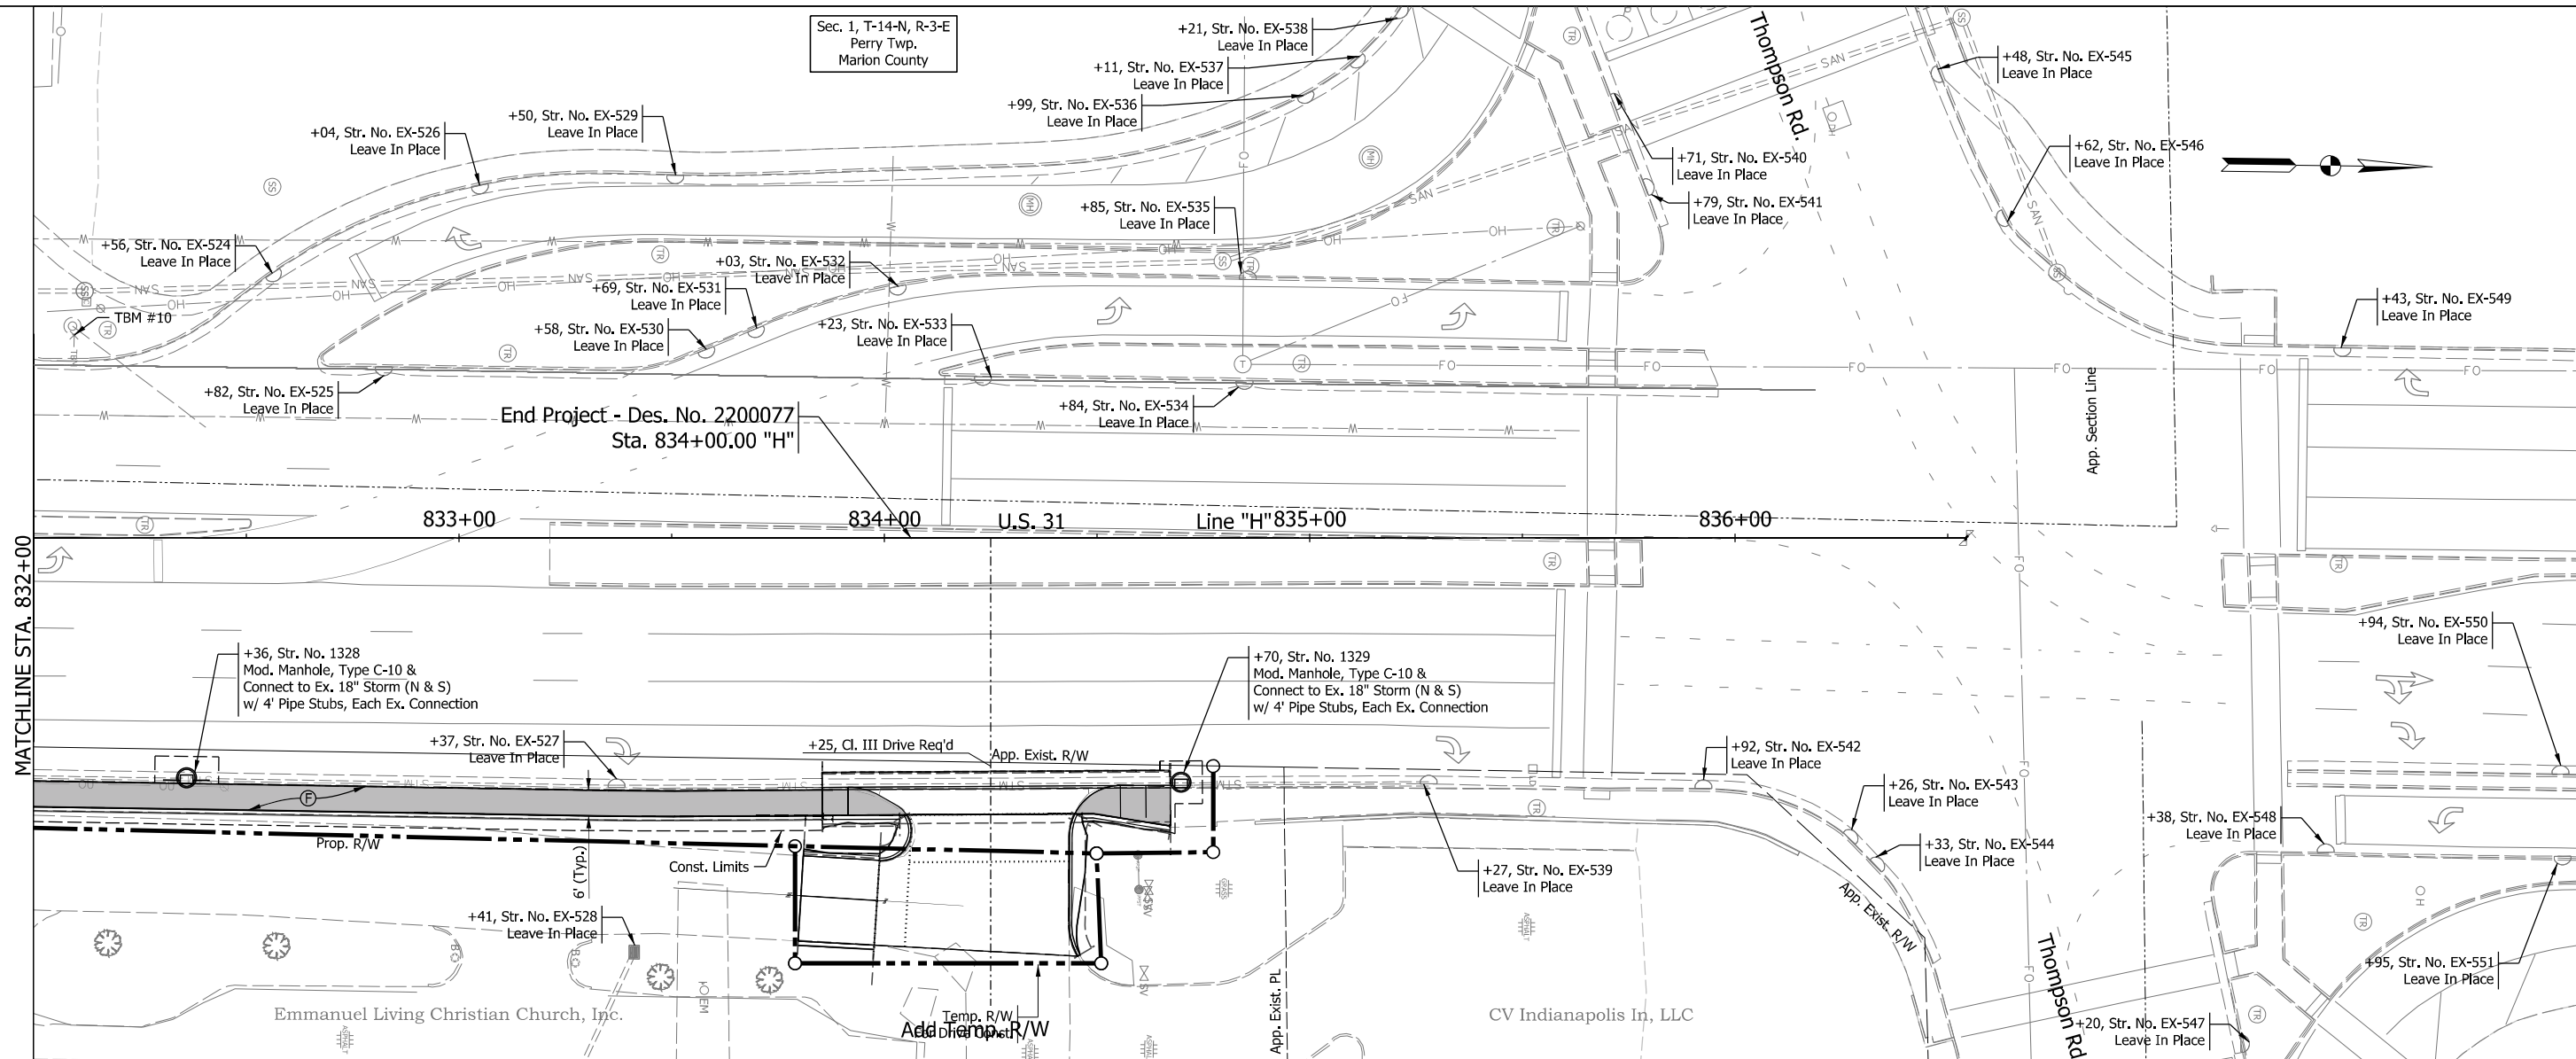 Sec. 1, T-14-N, R-3-E
Perry Twp.
Marion County
+21, Str. No. EX-538
Leave In Place
+11, Str. No. EX-537
Leave In Place
+99, Str. No. EX-536
Leave In Place
+50, Str. No. EX-529
Leave In Place
+04, Str. No. EX-526
Leave In Place
Thompson Rd.
+48, Str. No. EX-545
Leave In Place
+62, Str. No. EX-546
Leave In Place
+71, Str. No. EX-540
Leave In Place
+79, Str. No. EX-541
Leave In Place
+85, Str. No. EX-535
Leave In Place
+56, Str. No. EX-524
Leave In Place
+03, Str. No. EX-532
Leave In Place
+69, Str. No. EX-531
Leave In Place
TBM #10
+58, Str. No. EX-530
Leave In Place
+23, Str. No. EX-533
Leave In Place
+43, Str. No. EX-549
Leave In Place
+82, Str. No. EX-525
Leave In Place
+84, Str. No. EX-534
Leave In Place
End Project - Des. No. 2200077
Sta. 834+00.00 "H"
App. Section Line
833+00
834+00
U.S. 31
Line "H"
835+00
836+00
MATCHLINE STA. 832+00
+36, Str. No. 1328
Mod. Manhole, Type C-10 &
Connect to Ex. 18" Storm (N & S)
w/ 4' Pipe Stubs, Each Ex. Connection
+70, Str. No. 1329
Mod. Manhole, Type C-10 &
Connect to Ex. 18" Storm (N & S)
w/ 4' Pipe Stubs, Each Ex. Connection
+94, Str. No. EX-550
Leave In Place
+37, Str. No. EX-527
Leave In Place
+25, Cl. III Drive Req'd
App. Exist. R/W
+92, Str. No. EX-542
Leave In Place
+26, Str. No. EX-543
Leave In Place
+33, Str. No. EX-544
Leave In Place
+38, Str. No. EX-548
Leave In Place
F
Prop. R/W
6' (Typ.)
Const. Limits
+27, Str. No. EX-539
Leave In Place
App. Exist. R/W
+41, Str. No. EX-528
Leave In Place
Thompson Rd
+95, Str. No. EX-551
Leave In Place
Emmanuel Living Christian Church, Inc.
Temp. R/W
For Drive Const.
Add Temp. R/W
App. Exist. PL
CV Indianapolis In, LLC
+20, Str. No. EX-547
Leave In Place